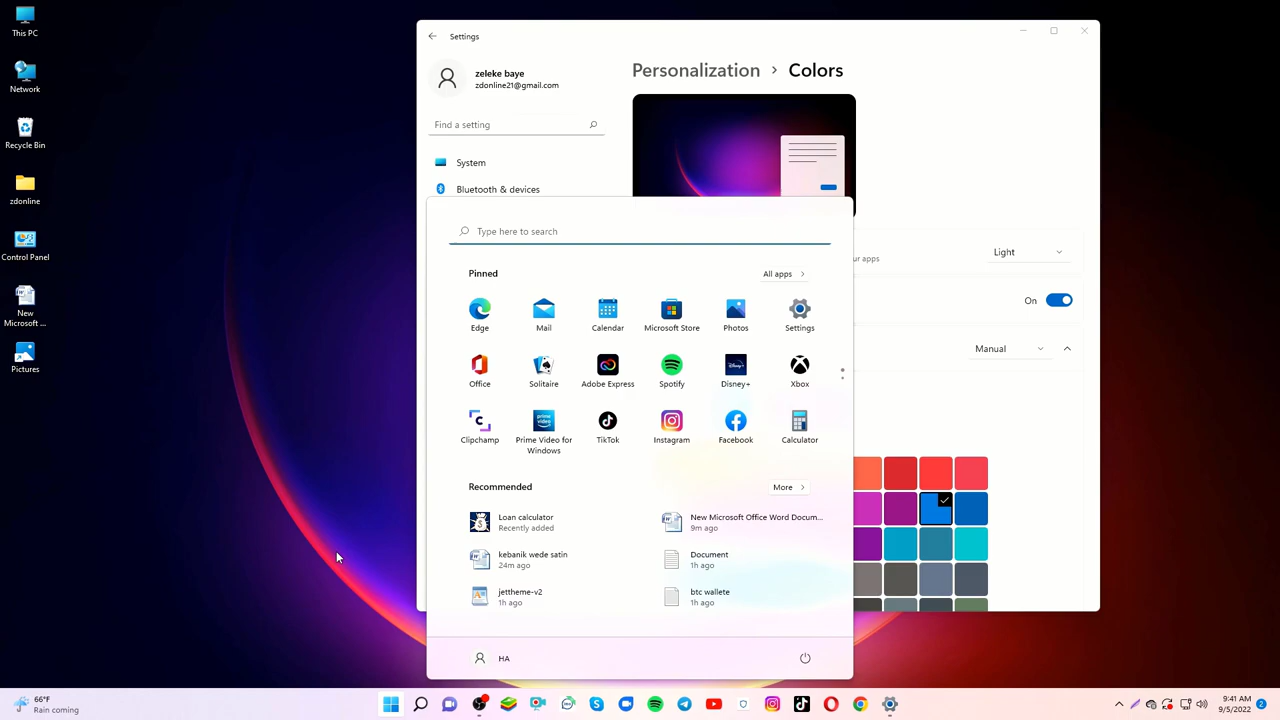 This PC
Network
Recycle Bin
zdonline
Control Panel
New
Microsoft ...
Pictures
Settings
zeleke baye
zdonline21@gmail.com
Find a setting
System
Bluetooth & devices
Personalization > Colors
ur apps
Light
On
Manual
Type here to search
Pinned
All apps
Edge
Mail
Calendar
Microsoft Store
Photos
Settings
Office
Solitaire
Adobe Express
Spotify
Disney+
Xbox
Clipchamp
Prime Video for
Windows
TikTok
Instagram
Facebook
Calculator
Recommended
More
Loan calculator
Recently added
New Microsoft Office Word Docum...
9m ago
kebanik wede satin
24m ago
Document
1h ago
jettheme-v2
1h ago
btc wallete
1h ago
HA
66°F
Rain coming
9:41 AM
9/5/2022
2